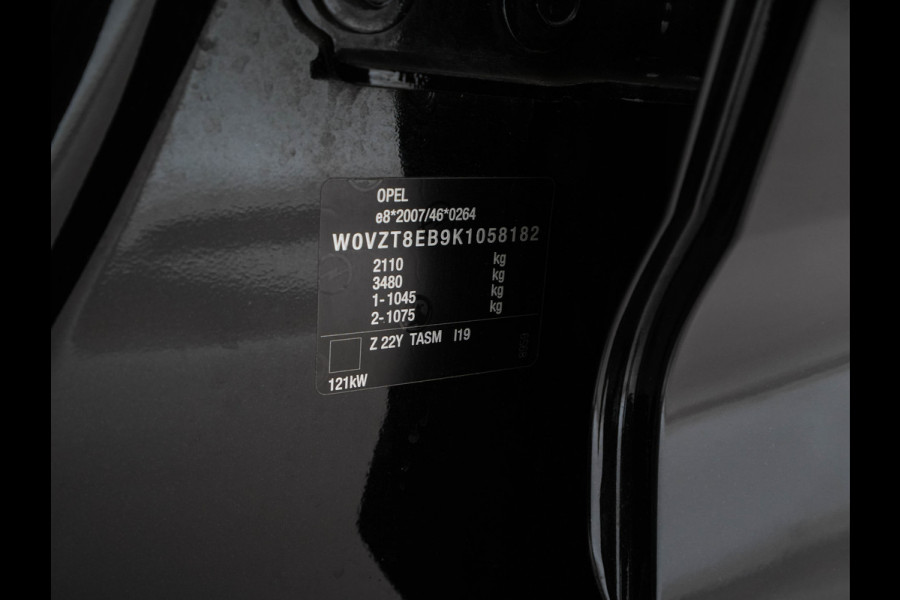 OPEL
e8*2007/46*0264
W0VZT8EB9K1058182
2110 kg
3480 kg
1-1045 kg
2-1075 kg
Z 22Y TASM I19
121kW